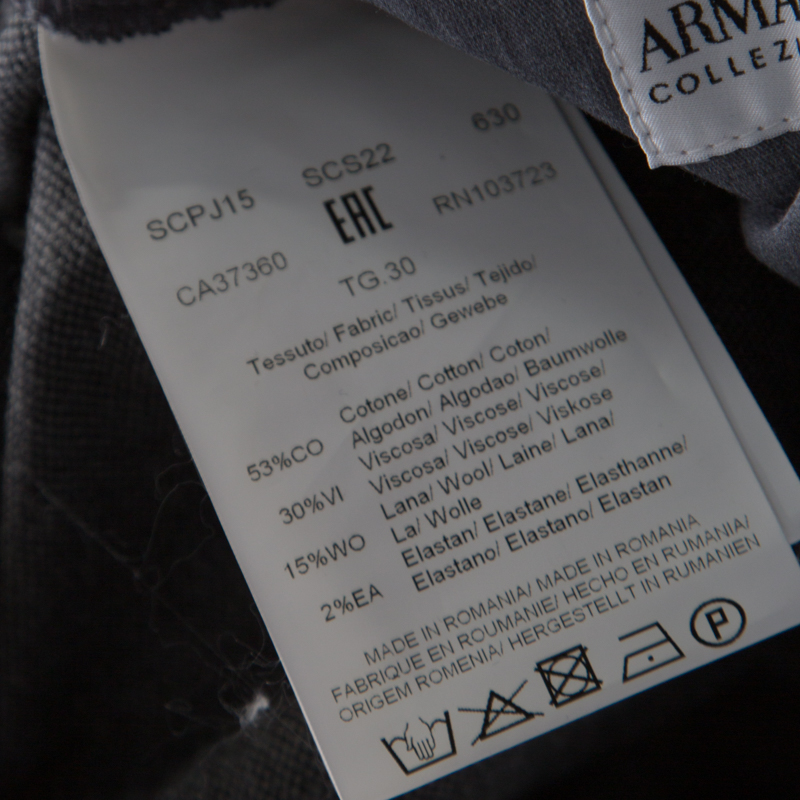 ARMA
COLLEZI
SCPJ15 SCS22 630
CA37360 EAC RN103723
TG.30
Tessuto/ Fabric/ Tissus/ Tejido/
Composicao/ Gewebe
Cotone/ Cotton/ Coton/
53%CO Algodon/ Algodao/ Baumwolle
Viscosa/ Viscose/ Viscose/
30%VI Viscosa/ Viscose/ Viskose
Lana/ Wool/ Laine/ Lana/
15%WO La/ Wolle
Elastan/ Elastane/ Elasthanne/
2%EA Elastano/ Elastano/ Elastan
MADE IN ROMANIA/ MADE IN ROMANIA
FABRIQUE EN ROUMANIE/ HECHO EN RUMANIA/
ORIGEM ROMENIA/ HERGESTELLT IN RUMANIEN
P